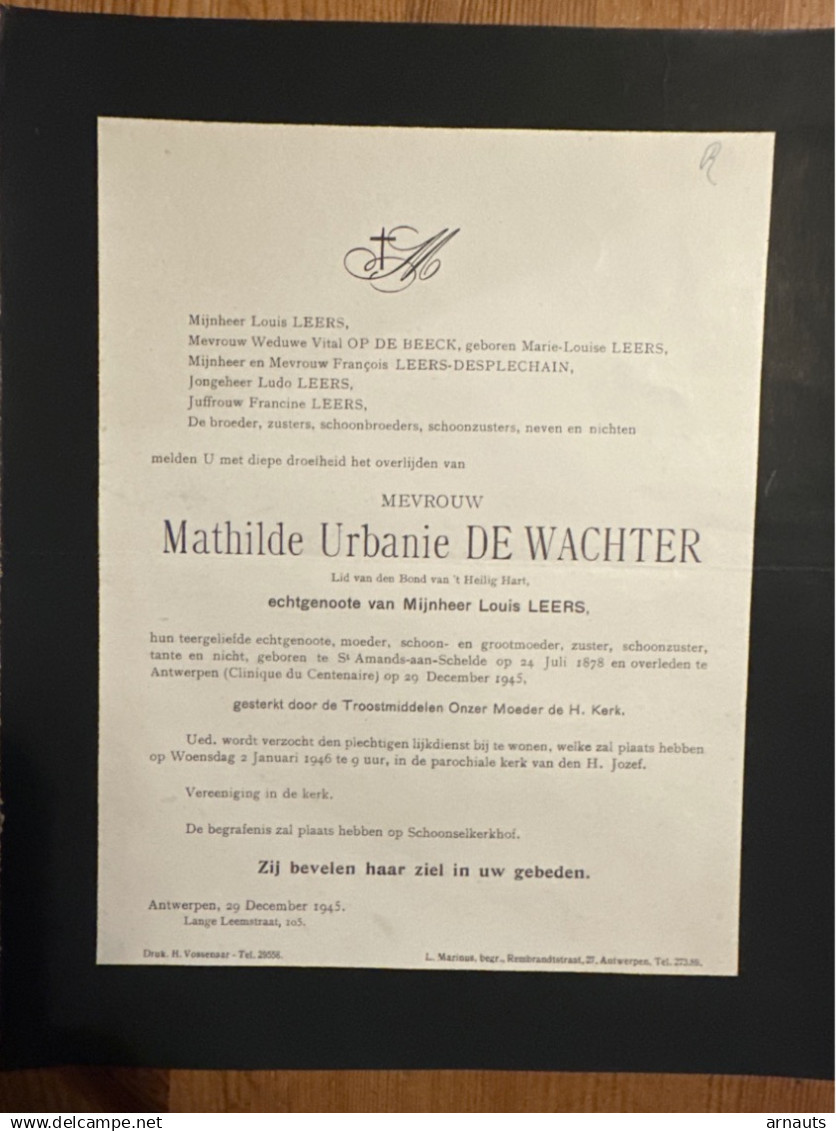 M
Mijnheer Louis LEERS,
Mevrouw Weduwe Vital OP DE BEECK, geboren Marie-Louise LEERS,
Mijnheer en Mevrouw François LEERS-DESPLECHAIN,
Jongeheer Ludo LEERS,
Juffrouw Francine LEERS,
De broeder, zusters, schoonbroeders, schoonzusters, neven en nichten
melden U met diepe droefheid het overlijden van
MEVROUW
Mathilde Urbanie DE WACHTER
Lid van den Bond van 't Heilig Hart,
echtgenoote van Mijnheer Louis LEERS,
hun teergeliefde echtgenoote, moeder, schoon- en grootmoeder, zuster, schoonzuster,
tante en nicht, geboren te St Amands-aan-Schelde op 24 Juli 1878 en overleden te
Antwerpen (Clinique du Centenaire) op 29 December 1945,
gesterkt door de Troostmiddelen Onzer Moeder de H. Kerk.
Ued. wordt verzocht den plechtigen lijkdienst bij te wonen, welke zal plaats hebben
op Woensdag 2 Januari 1946 te 9 uur, in de parochiale kerk van den H. Jozef.
Vereeniging in de kerk.
De begrafenis zal plaats hebben op Schoonselkerkhof.
Zij bevelen haar ziel in uw gebeden.
Antwerpen, 29 December 1945.
Lange Leemstraat, 105.
Druk. H. Vossenaar - Tel. 29556.
L. Marinus, begr., Rembrandtstraat, 27, Antwerpen. Tel. 273.89.
delcampe.net
arnauts